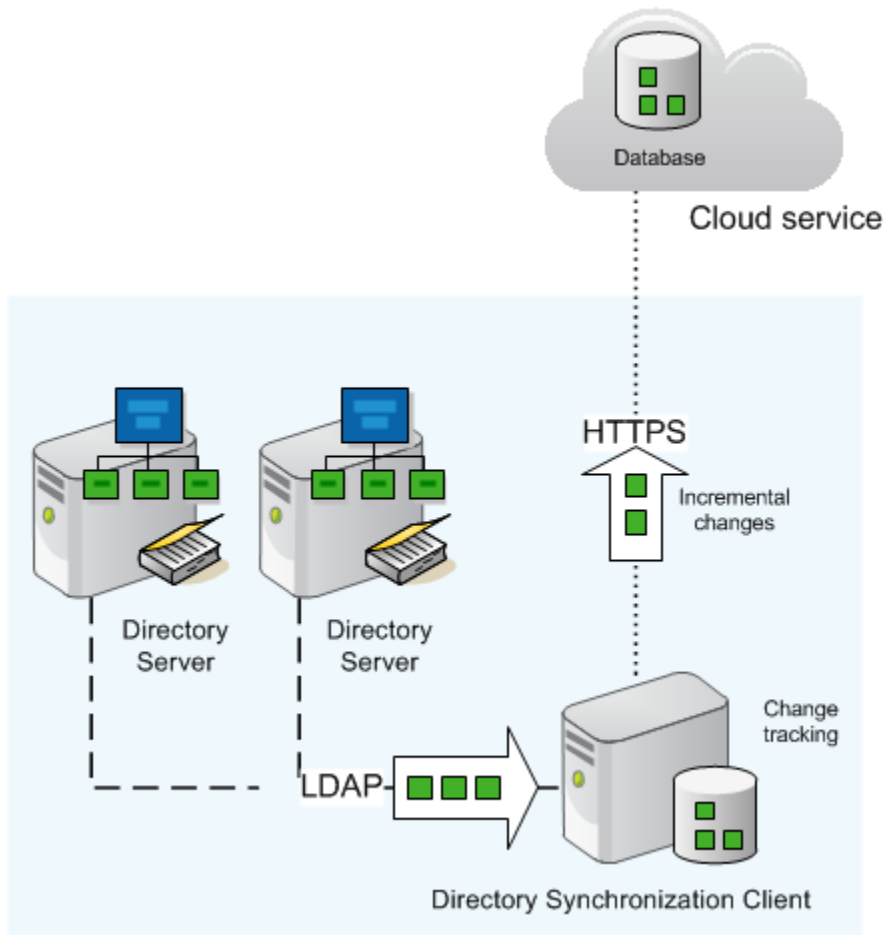 Database
Cloud service
HTTPS
Incremental
changes
Directory
Server
Directory
Server
LDAP
Change
tracking
Directory Synchronization Client